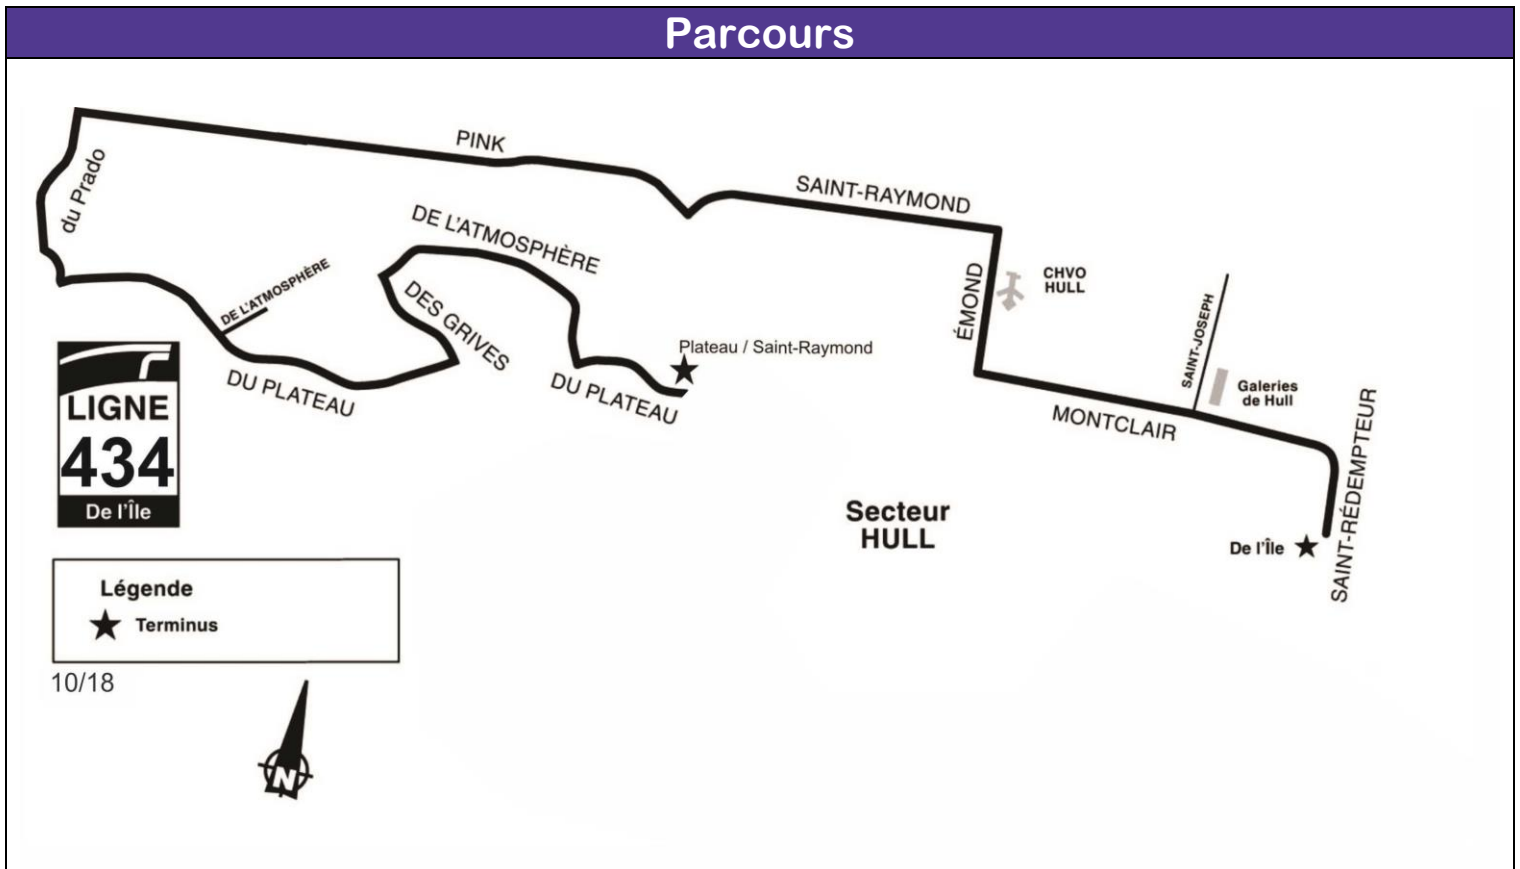 Parcours
PINK
SAINT-RAYMOND
du Prado
DE L'ATMOSPHÈRE
DE L'ATMOSPHÈRE
DES GRIVES
ÉMOND
CHVO
HULL
SAINT-JOSEPH
Plateau / Saint-Raymond
DU PLATEAU
DU PLATEAU
Galeries
de Hull
MONTCLAIR
SAINT-RÉDEMPTEUR
LIGNE
434
De l'Île
Secteur
HULL
De l'Île
Légende
Terminus
10/18
N